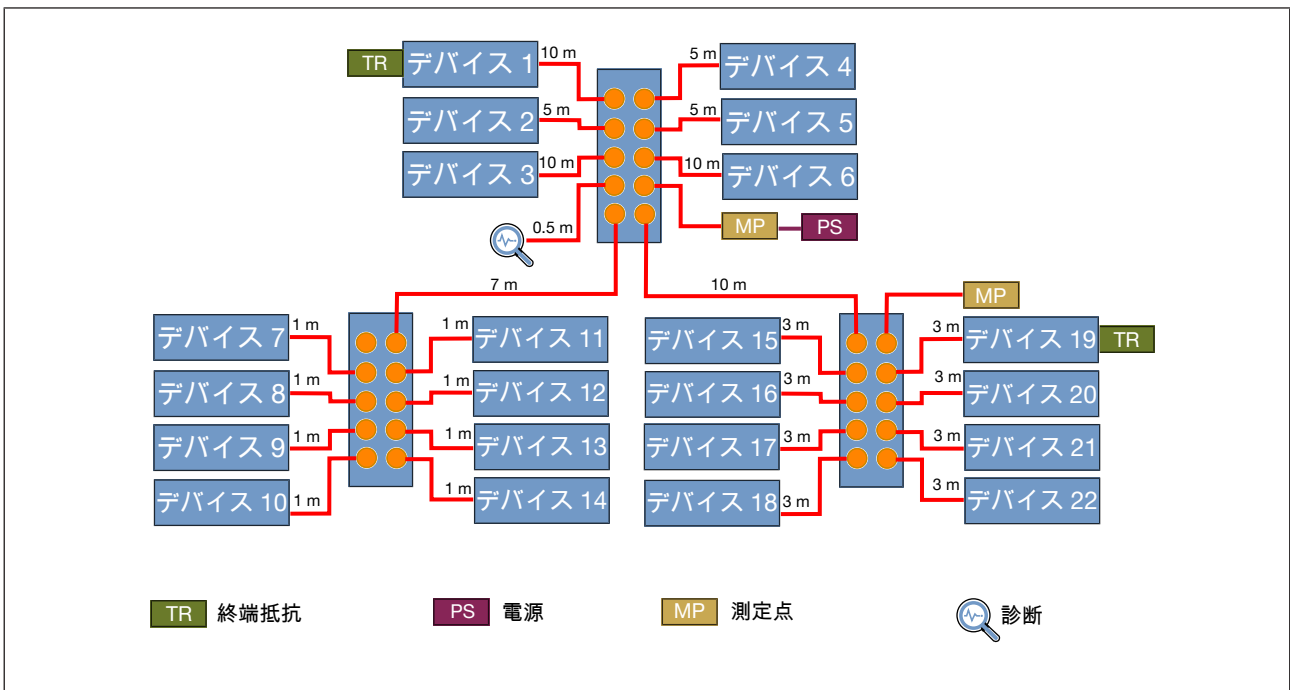 TR デバイス 1 10 m
5 m デバイス 4
デバイス 2 5 m
5 m デバイス 5
デバイス 3 10 m
10 m デバイス 6
0.5 m
MP PS
7 m
10 m
MP
デバイス 7 1 m
1 m デバイス 11
デバイス 8 1 m
1 m デバイス 12
デバイス 9 1 m
1 m デバイス 13
デバイス 10 1 m
1 m デバイス 14
デバイス 15 3 m
3 m デバイス 19 TR
デバイス 16 3 m
3 m デバイス 20
デバイス 17 3 m
3 m デバイス 21
デバイス 18 3 m
3 m デバイス 22
TR 終端抵抗
PS 電源
MP 測定点
診断